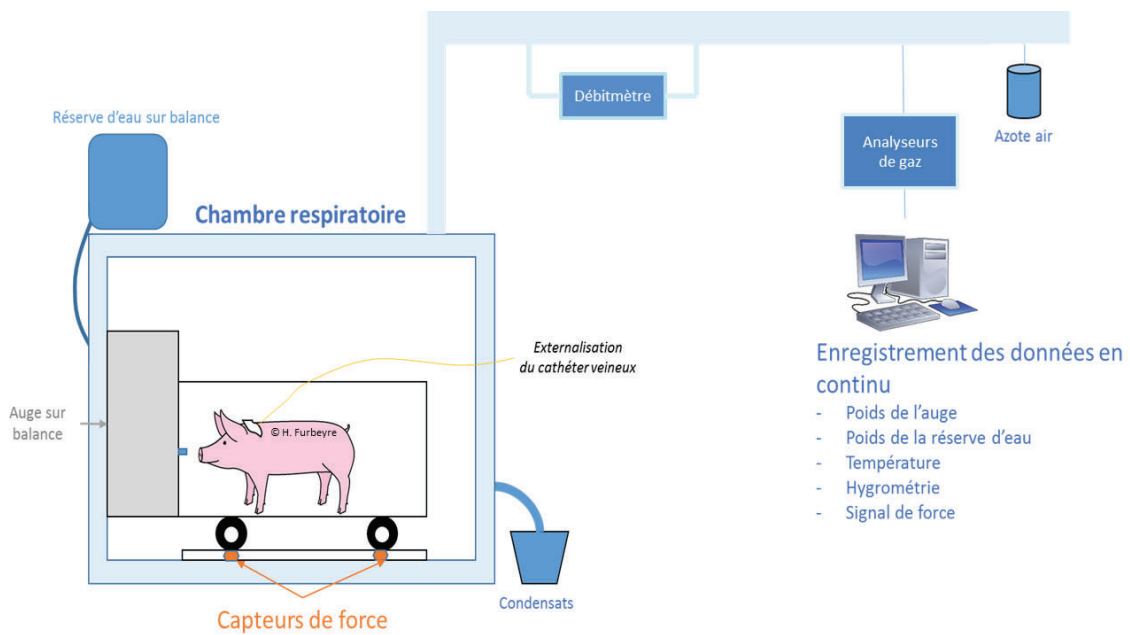 Réserve d'eau sur balance
Débitmètre
Analyseurs
de gaz
Azote air
Chambre respiratoire
Externalisation
du cathéter veineux
Auge sur
balance
© H. Furbeyre
Enregistrement des données en
continu
- Poids de l'auge
- Poids de la réserve d'eau
- Température
- Hygrométrie
- Signal de force
Condensats
Capteurs de force